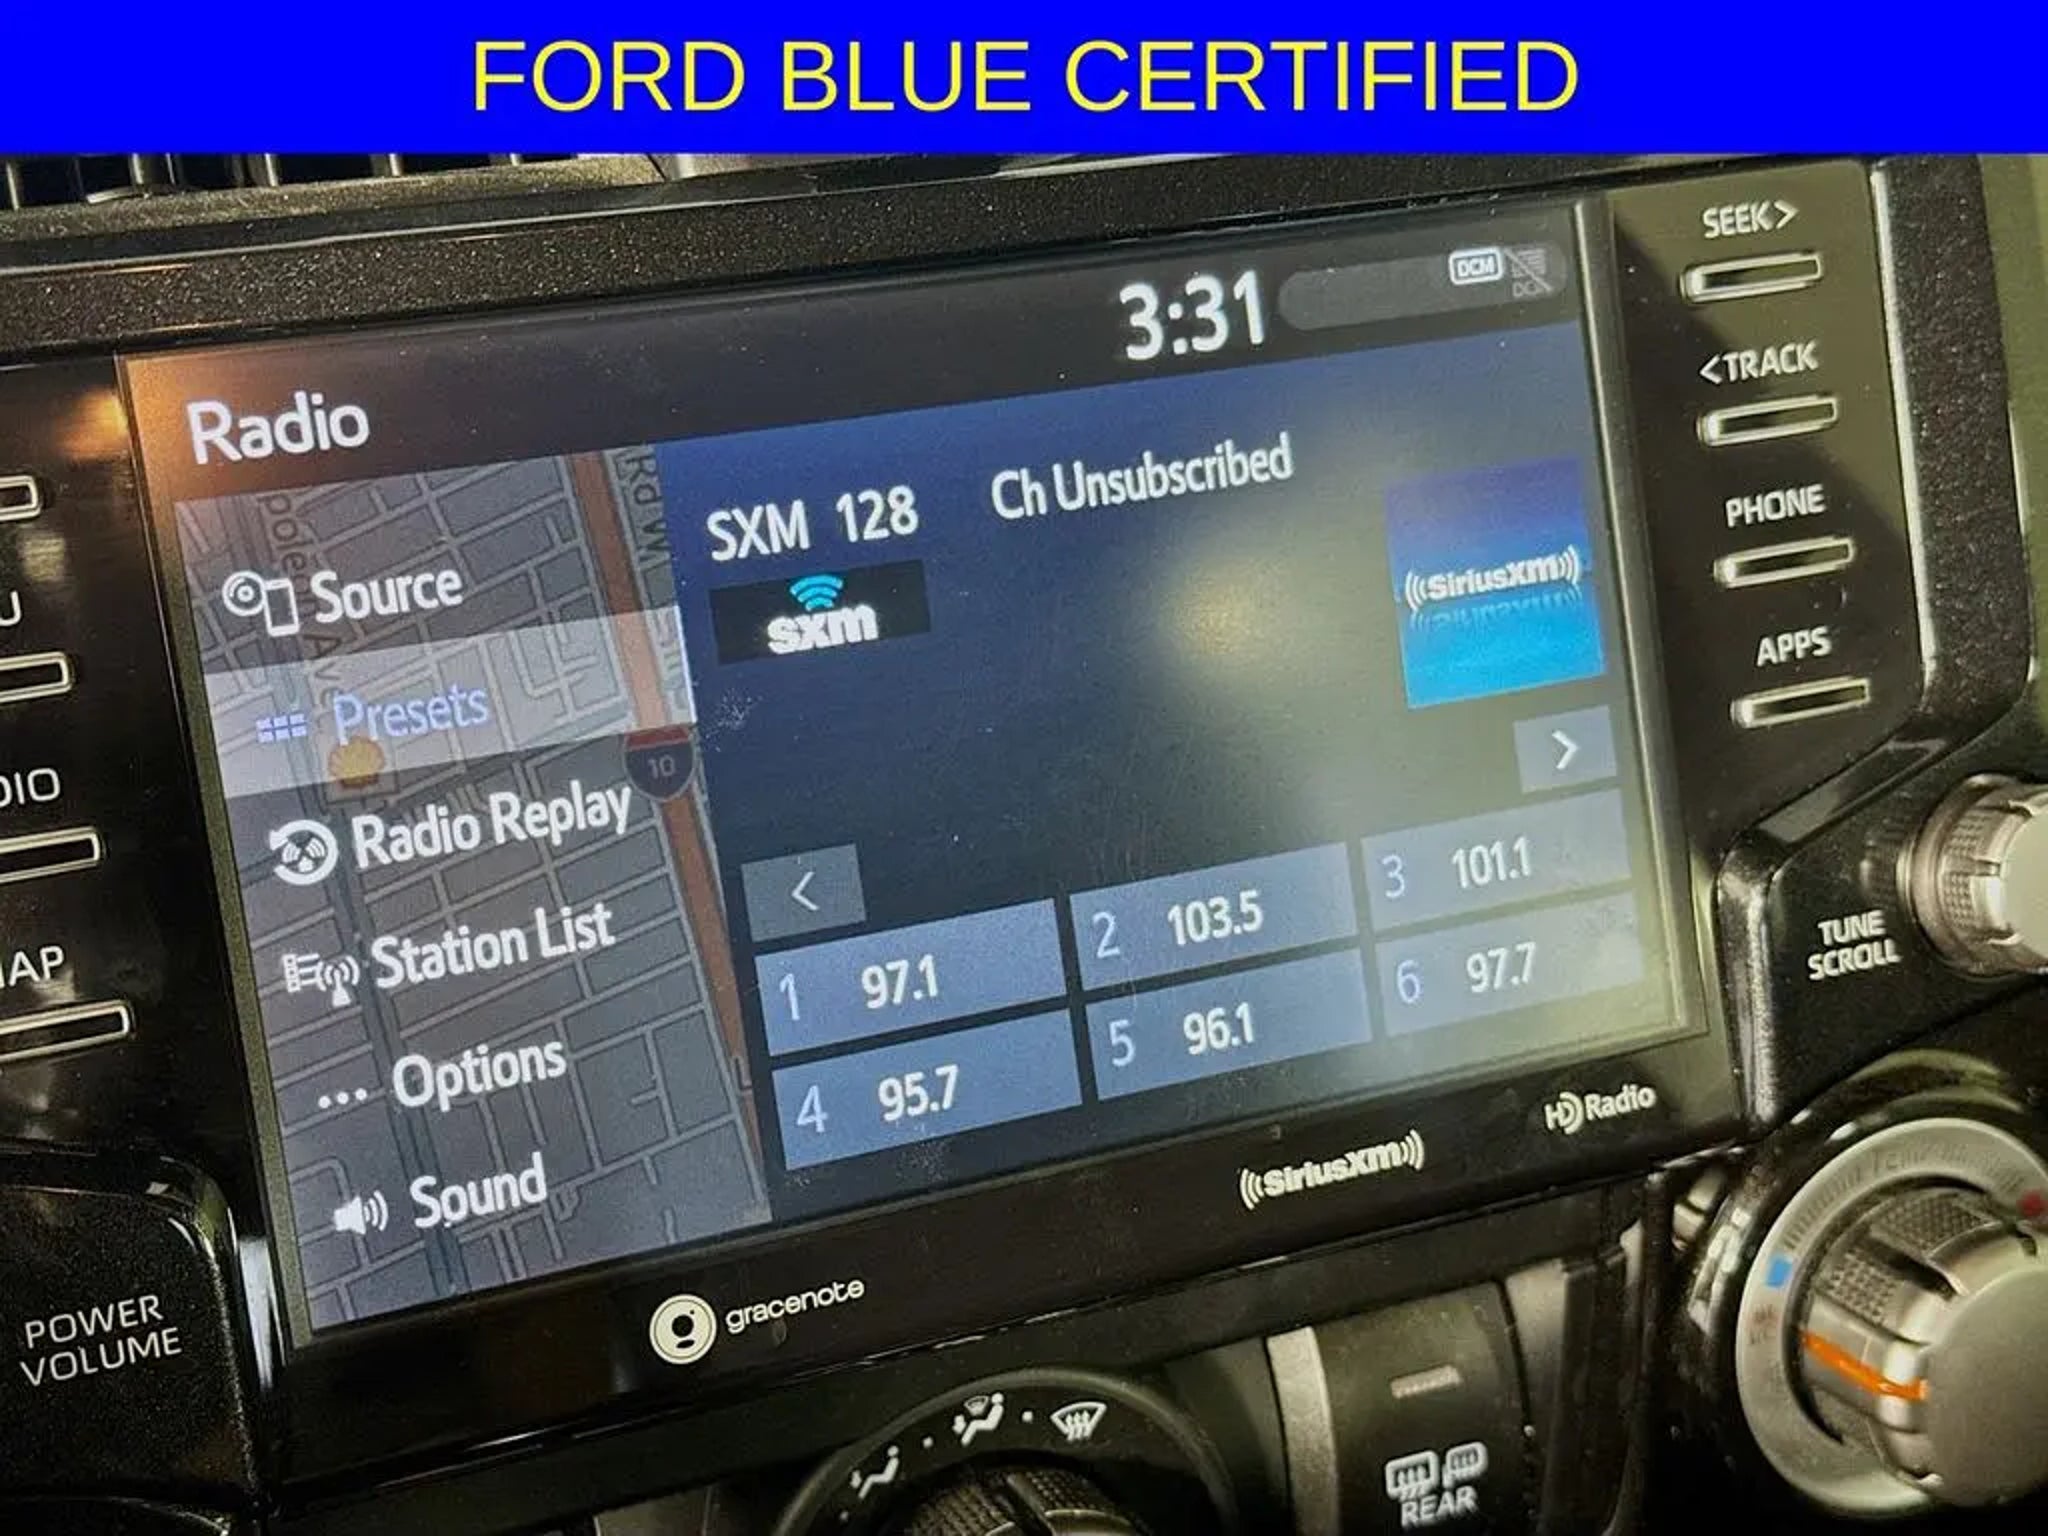 FORD BLUE CERTIFIED
SEEK>
3:31
DCM
<TRACK
Radio
SXM 128
Ch Unsubscribed
SiriusXM
PHONE
Source
sxm
APPS
Presets
10
Radio Replay
Station List
Options
Sound
<
>
1 97.1
2 103.5
3 101.1
4 95.7
5 96.1
6 97.7
TUNE
SCROLL
HD Radio
SiriusXM
gracenote
POWER
VOLUME
REAR